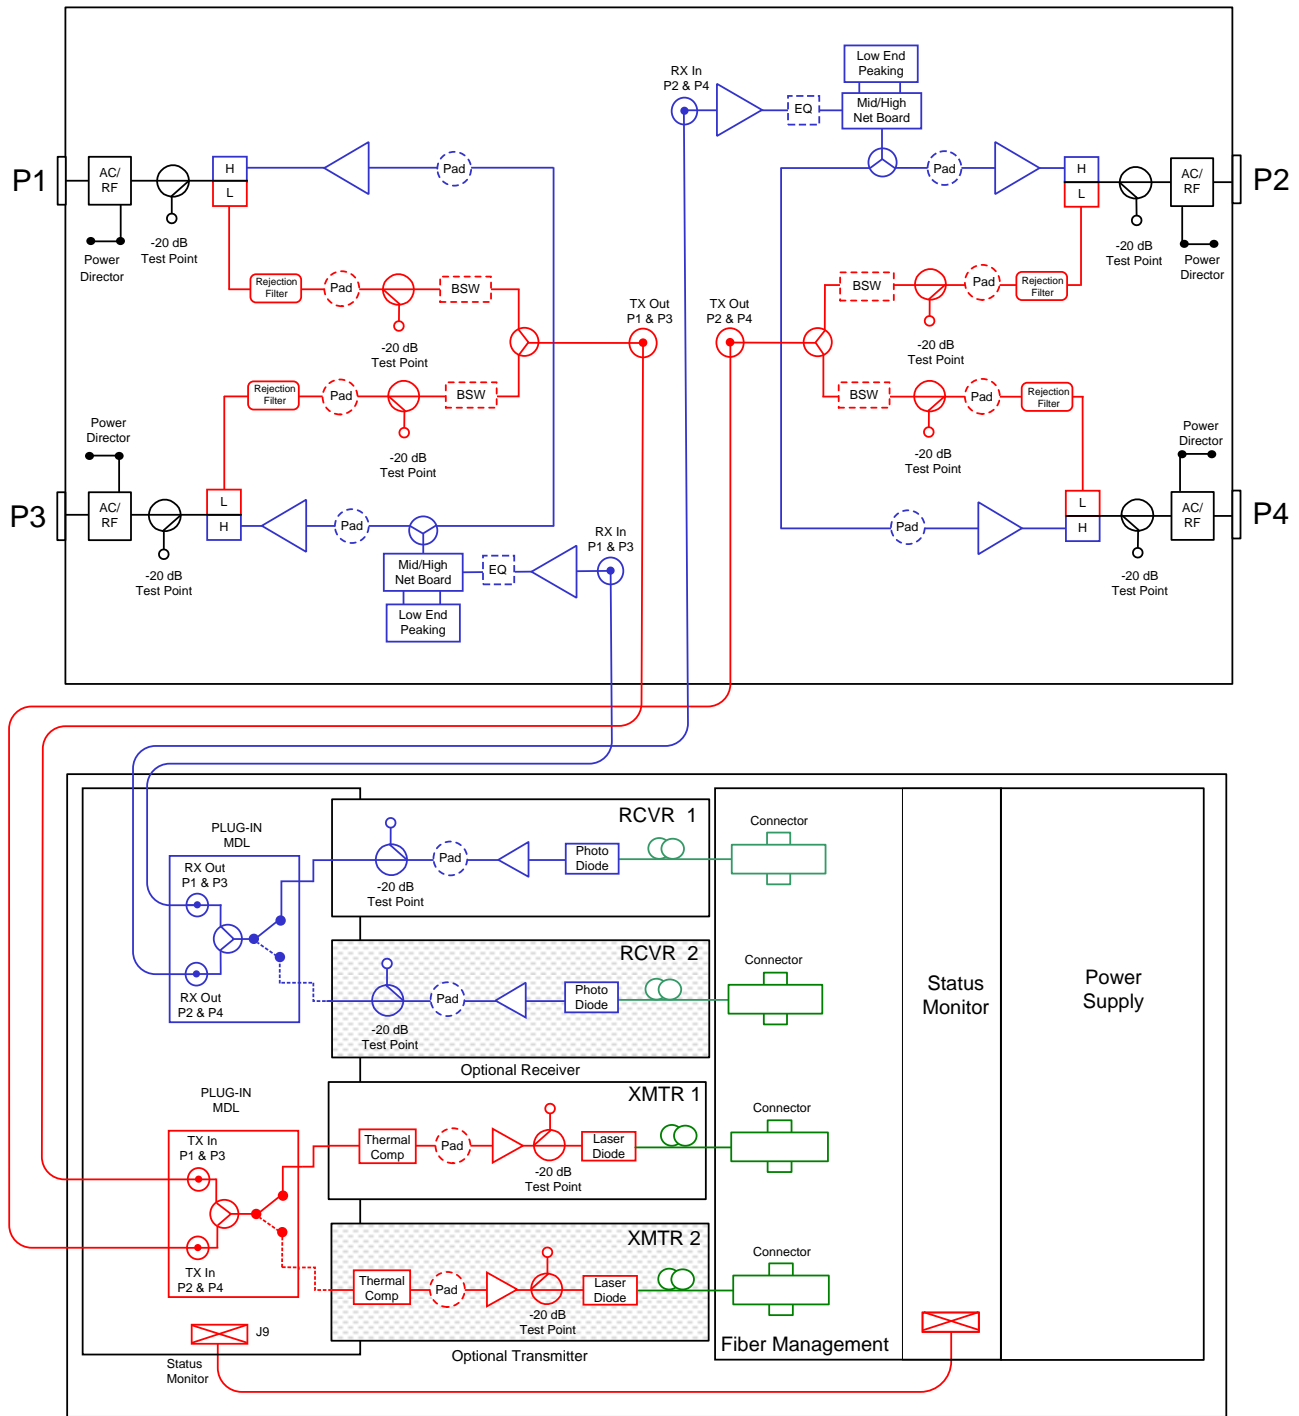 Low End
Peaking
RX In
P2 & P4
EQ
Mid/High
Net Board
P1
AC/
RF
H
L
Pad
Pad
H
L
AC/
RF
P2
-20 dB
Test Point
Power
Director
-20 dB
Test Point
Power
Director
Rejection
Filter
Pad
BSW
TX Out
P1 & P3
TX Out
P2 & P4
BSW
Pad
Rejection
Filter
-20 dB
Test Point
-20 dB
Test Point
Rejection
Filter
Pad
BSW
BSW
Pad
Rejection
Filter
Power
Director
-20 dB
Test Point
-20 dB
Test Point
Power
Director
P3
AC/
RF
L
H
Pad
RX In
P1 & P3
Pad
L
H
AC/
RF
P4
-20 dB
Test Point
Mid/High
Net Board
EQ
-20 dB
Test Point
Low End
Peaking
PLUG-IN
MDL
RX Out
P1 & P3
RX Out
P2 & P4
RCVR 1
Pad
Photo
Diode
-20 dB
Test Point
Connector
RCVR 2
Pad
Photo
Diode
-20 dB
Test Point
Connector
Optional Receiver
Status
Monitor
Power
Supply
PLUG-IN
MDL
TX In
P1 & P3
TX In
P2 & P4
XMTR 1
Thermal
Comp
Pad
Laser
Diode
-20 dB
Test Point
Connector
XMTR 2
Thermal
Comp
Pad
Laser
Diode
-20 dB
Test Point
Connector
Optional Transmitter
Fiber Management
J9
Status
Monitor